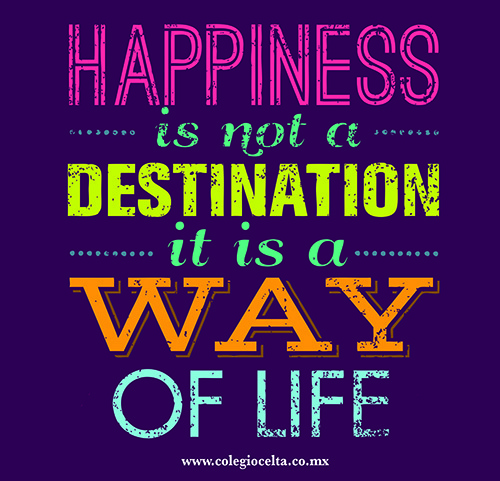 HAPPINESS
is not a
DESTINATION
it is a
WAY
OF LIFE
www.colegiocelta.co.mx